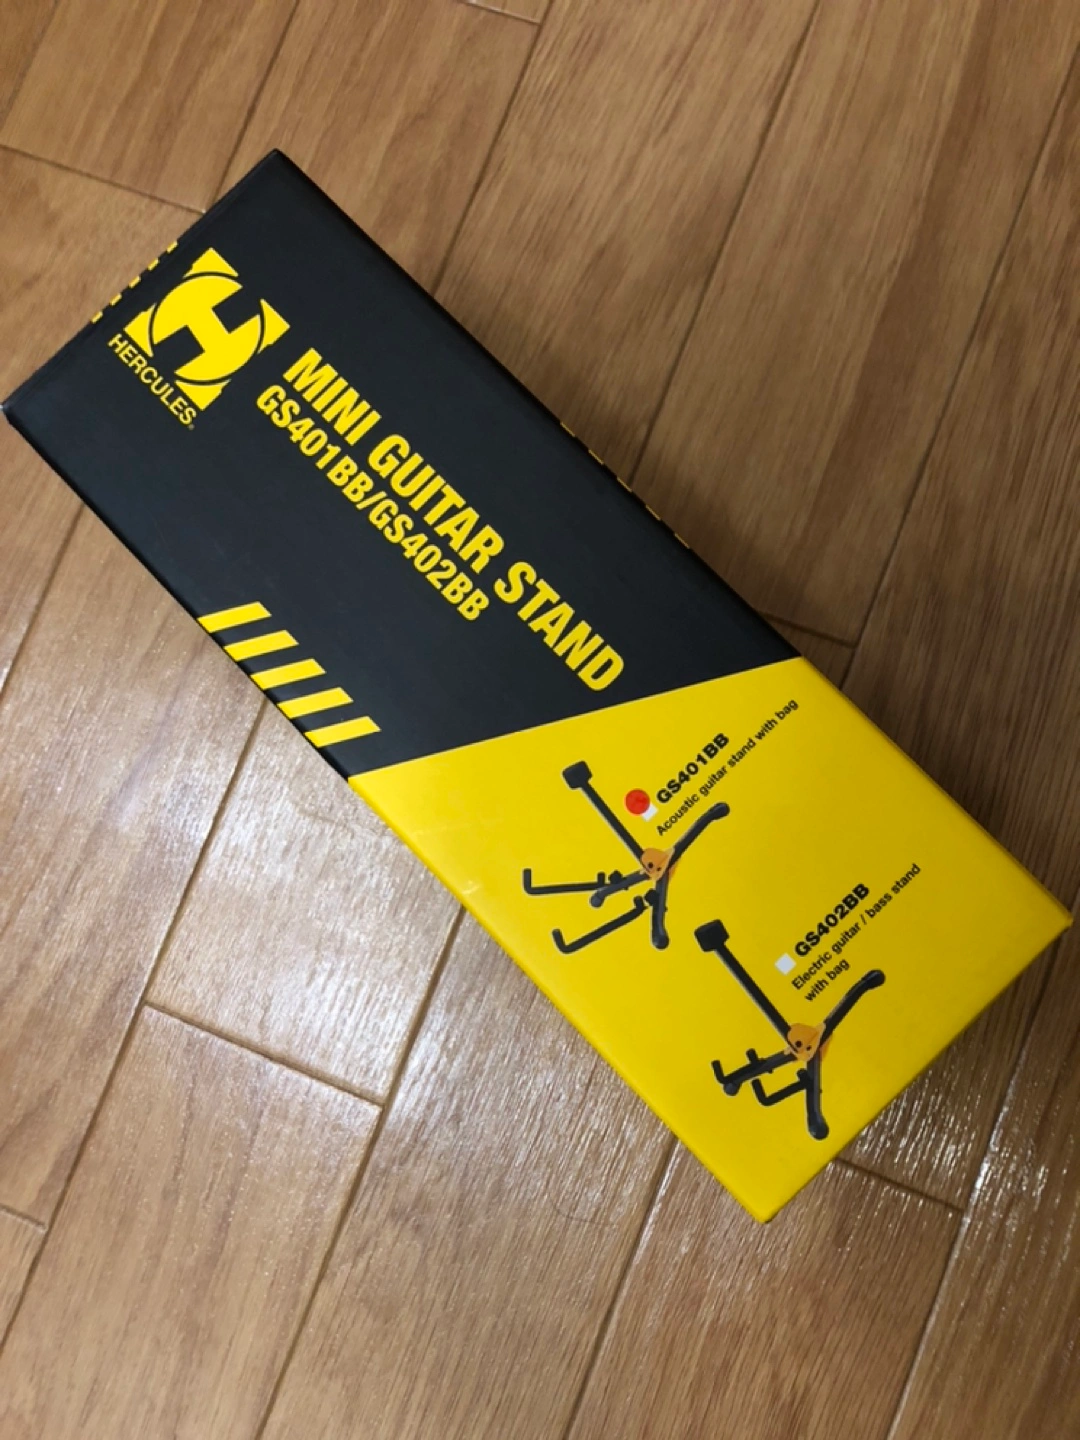 HERCULES®
MINI GUITAR STAND
GS401BB/GS402BB
GS401BB
Acoustic guitar stand with bag
GS402BB
Electric guitar / bass stand
with bag